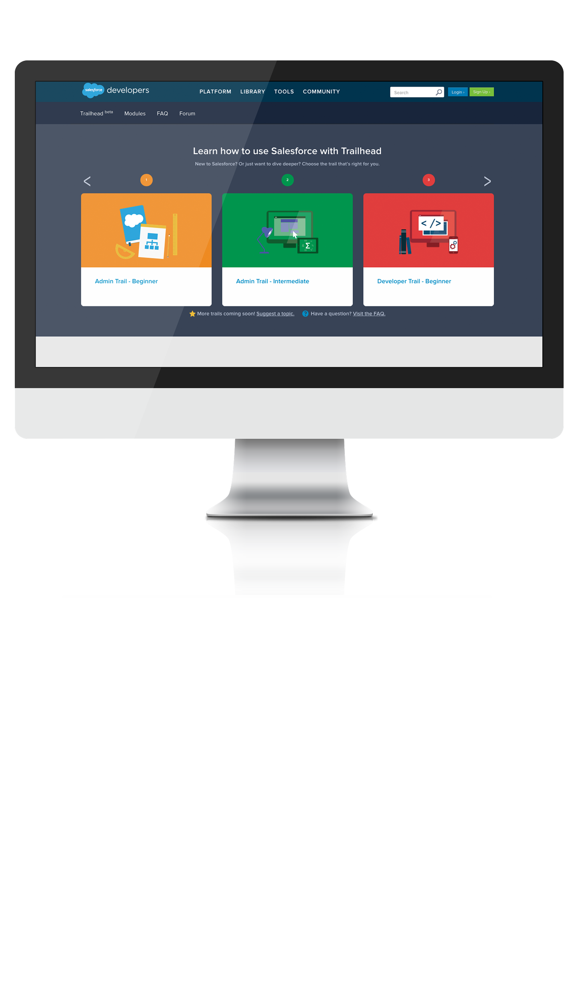 salesforce developers
PLATFORM LIBRARY TOOLS COMMUNITY
Search
Login ›
Sign Up ›
Trailhead beta
Modules
FAQ
Forum
Learn how to use Salesforce with Trailhead
New to Salesforce? Or just want to dive deeper? Choose the trail that's right for you.
<
1
2
3
>
</>
Σ
Admin Trail - Beginner
Admin Trail - Intermediate
Developer Trail - Beginner
More trails coming soon! Suggest a topic.
? Have a question? Visit the FAQ.